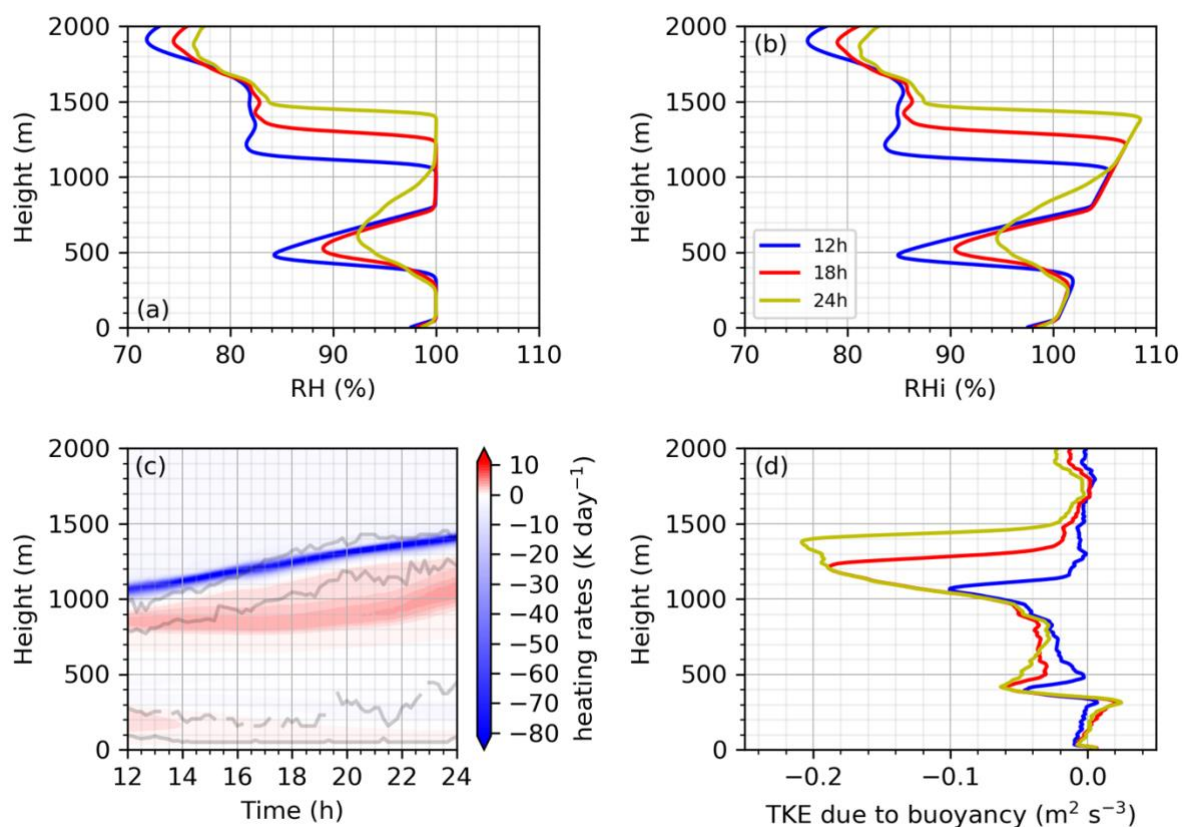 2000
1500
1000
500
0
Height (m)
(a)
70 80 90 100 110
RH (%)
2000
1500
1000
500
0
Height (m)
(b)
12h
18h
24h
70 80 90 100 110
RHi (%)
2000
1500
1000
500
0
Height (m)
(c)
12 14 16 18 20 22 24
Time (h)
10
0
−10
−20
−30
−40
−50
−60
−70
−80
heating rates (K day⁻¹)
2000
1500
1000
500
0
Height (m)
(d)
−0.2 −0.1 0.0
TKE due to buoyancy (m² s⁻³)